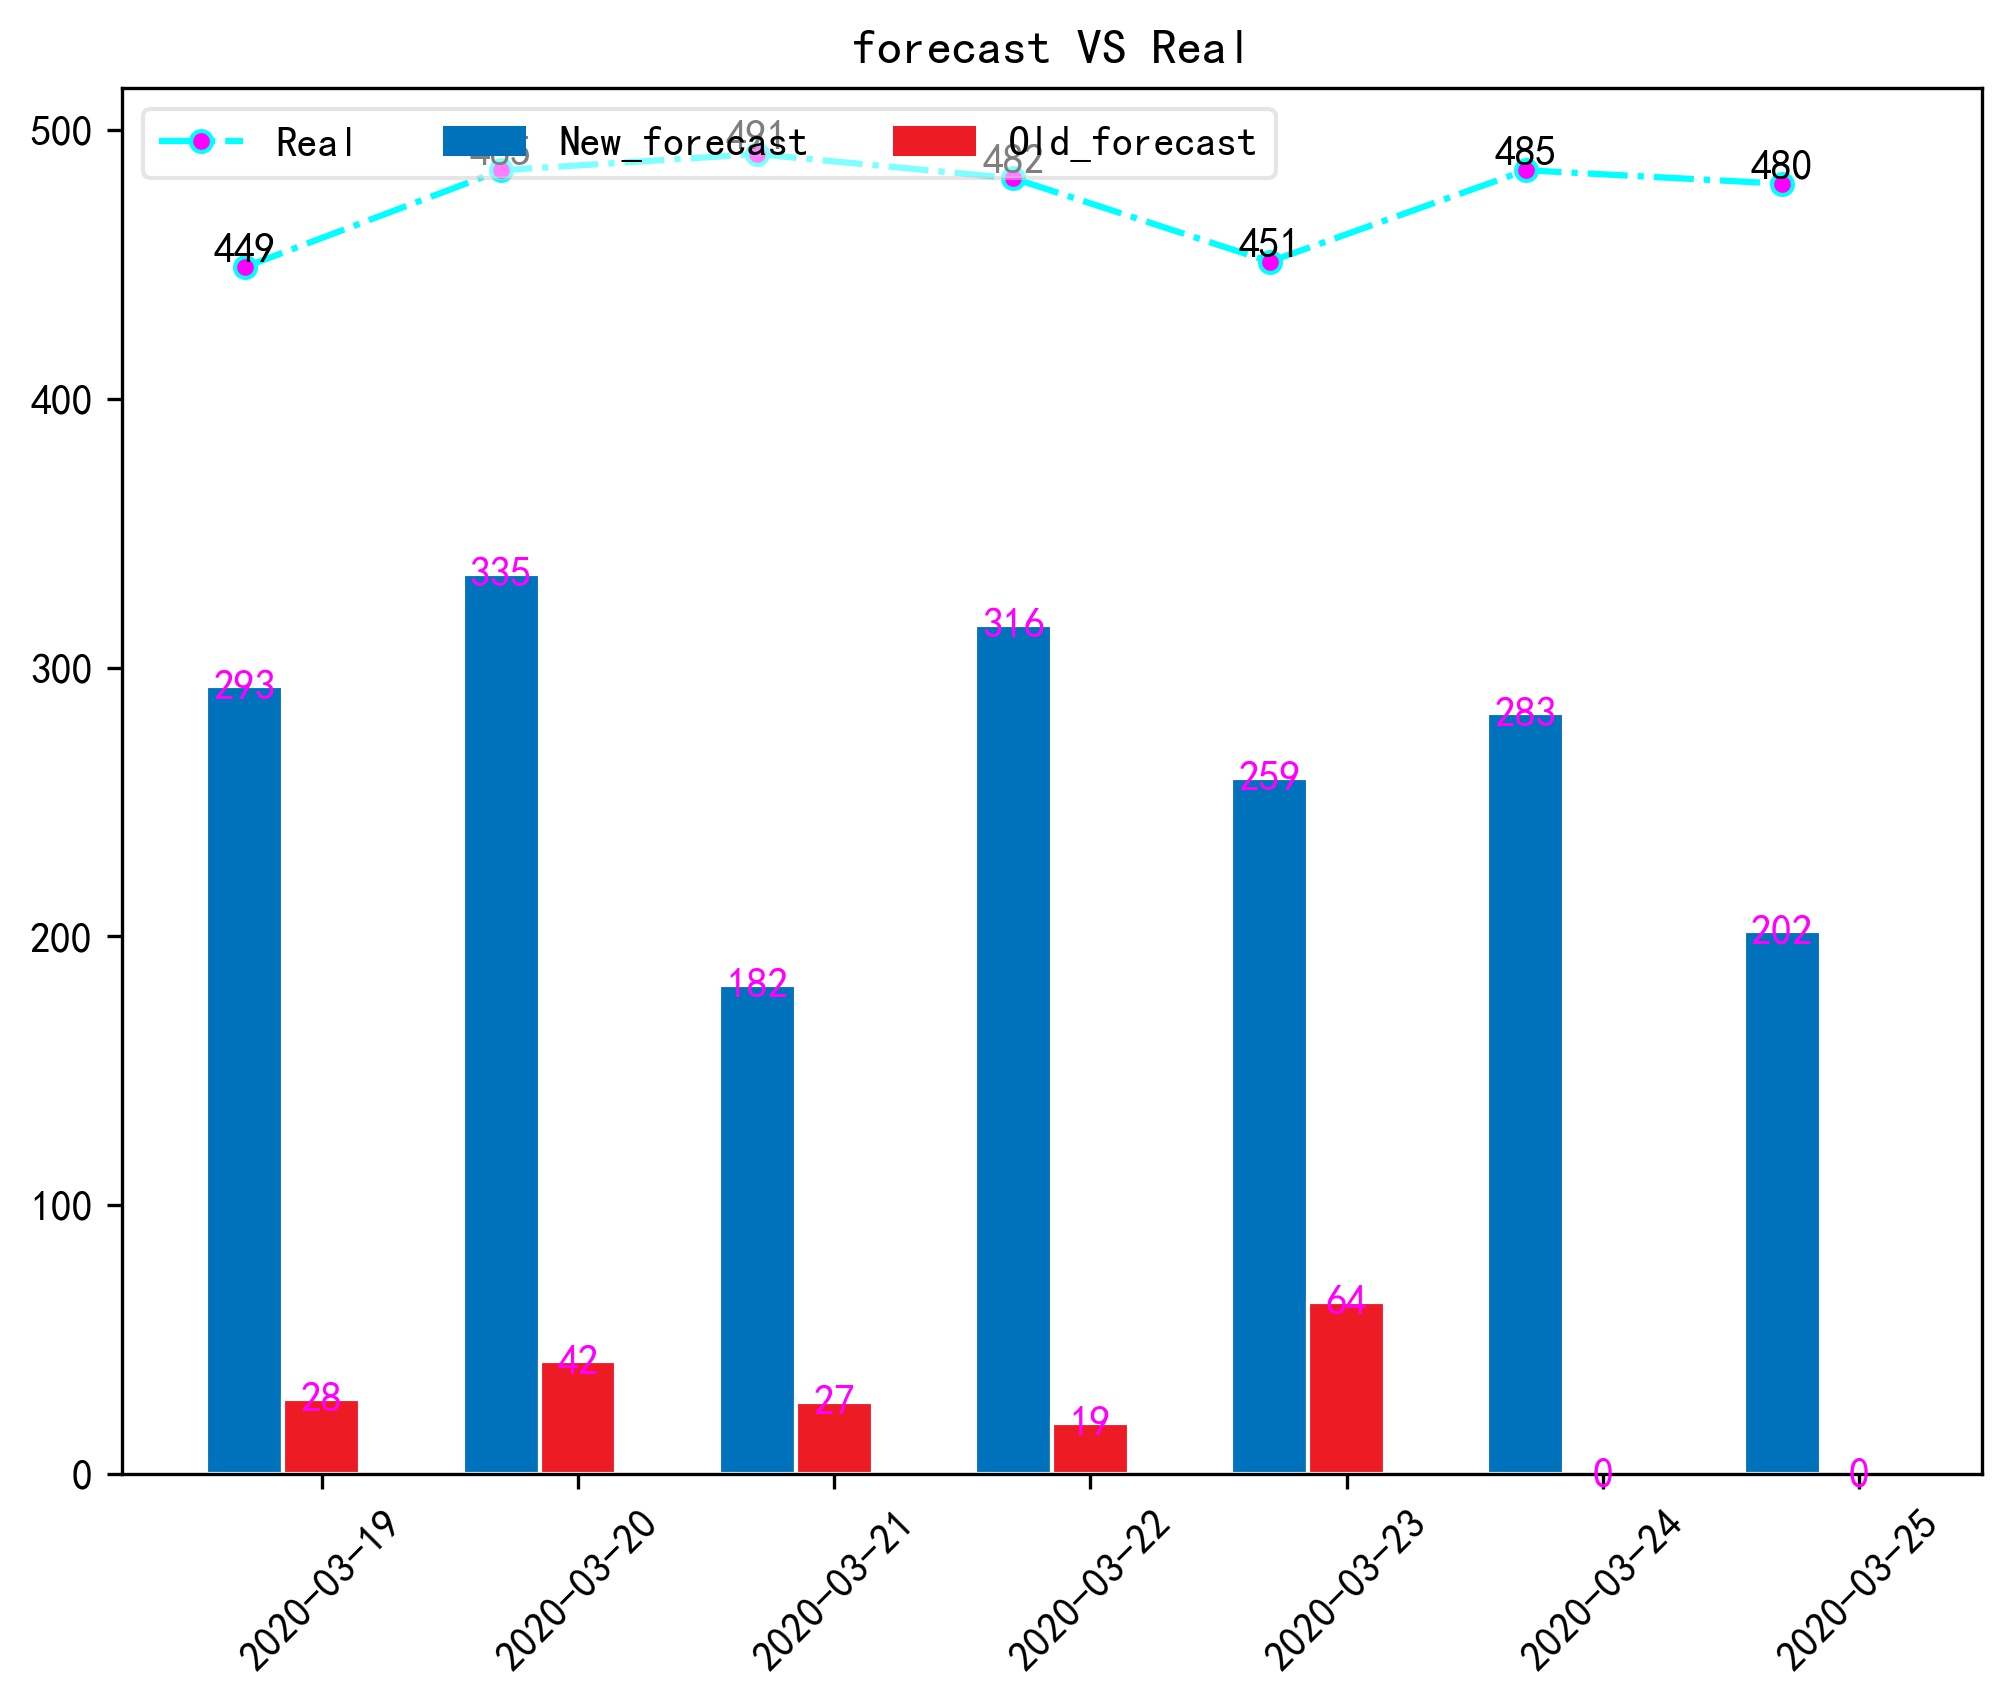 forecast VS Real
Real New_forecast Old_forecast
500
400
300
200
100
0
449 485 491 482 451 485 480
293 335 182 316 259 283 202
28 42 27 19 64 0 0
2020-03-19 2020-03-20 2020-03-21 2020-03-22 2020-03-23 2020-03-24 2020-03-25